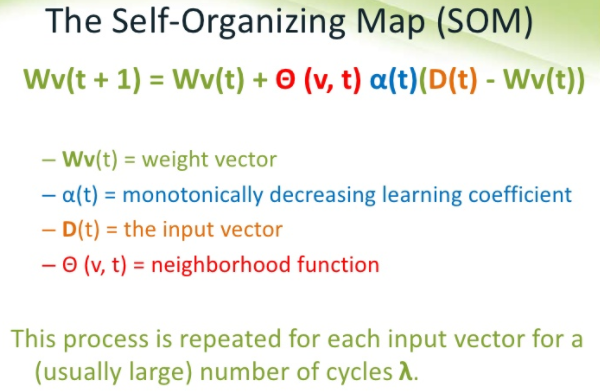 The Self-Organizing Map (SOM)
Wv(t + 1) = Wv(t) + Θ (v, t) α(t)(D(t) - Wv(t))
– Wv(t) = weight vector
– α(t) = monotonically decreasing learning coefficient
– D(t) = the input vector
– Θ (v, t) = neighborhood function
This process is repeated for each input vector for a
(usually large) number of cycles λ.